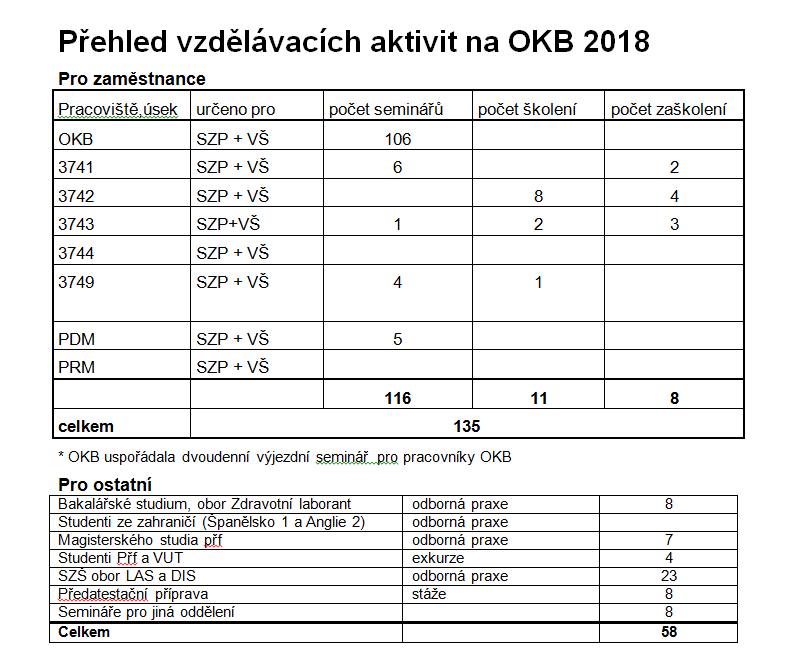 Přehled vzdělávacích aktivit na OKB 2018
Pro zaměstnance
Pracoviště,úsek určeno pro počet seminářů počet školení počet zaškolení
OKB SZP + VŠ 106
3741 SZP + VŠ 6 2
3742 SZP + VŠ 8 4
3743 SZP+VŠ 1 2 3
3744 SZP + VŠ
3749 SZP + VŠ 4 1
PDM SZP + VŠ 5
PRM SZP + VŠ
116 11 8
celkem 135
* OKB uspořádala dvoudenní výjezdní seminář pro pracovníky OKB
Pro ostatní
Bakalářské studium, obor Zdravotní laborant odborná praxe 8
Studenti ze zahraničí (Španělsko 1 a Anglie 2) odborná praxe
Magisterského studia přf odborná praxe 7
Studenti Přf a VUT exkurze 4
SZŠ obor LAS a DIS odborná praxe 23
Předatestační příprava stáže 8
Semináře pro jiná oddělení 8
Celkem 58